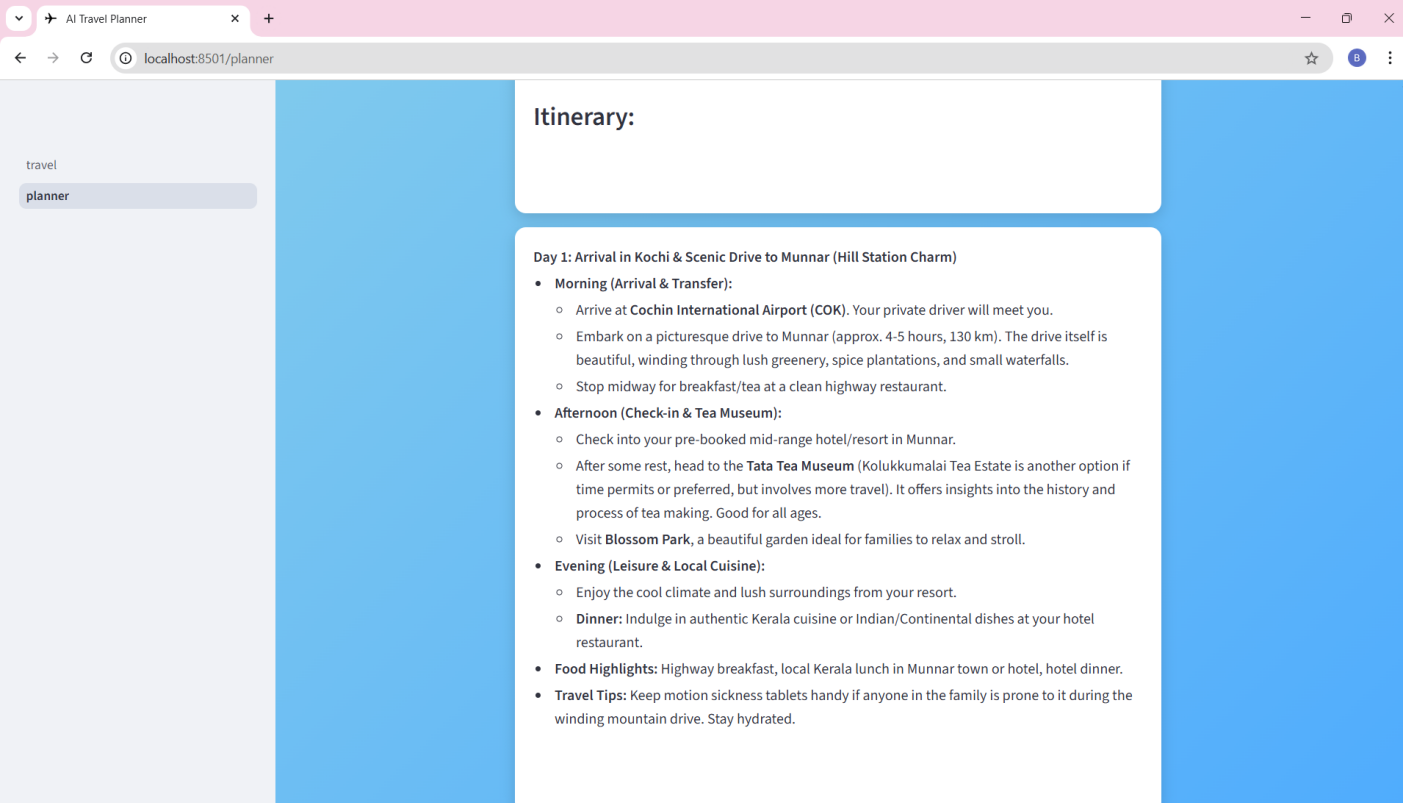 AI Travel Planner
localhost:8501/planner
B
travel
planner
Itinerary:
Day 1: Arrival in Kochi & Scenic Drive to Munnar (Hill Station Charm)
Morning (Arrival & Transfer):
Arrive at Cochin International Airport (COK). Your private driver will meet you.
Embark on a picturesque drive to Munnar (approx. 4-5 hours, 130 km). The drive itself is
beautiful, winding through lush greenery, spice plantations, and small waterfalls.
Stop midway for breakfast/tea at a clean highway restaurant.
Afternoon (Check-in & Tea Museum):
Check into your pre-booked mid-range hotel/resort in Munnar.
After some rest, head to the Tata Tea Museum (Kolukkumalai Tea Estate is another option if
time permits or preferred, but involves more travel). It offers insights into the history and
process of tea making. Good for all ages.
Visit Blossom Park, a beautiful garden ideal for families to relax and stroll.
Evening (Leisure & Local Cuisine):
Enjoy the cool climate and lush surroundings from your resort.
Dinner: Indulge in authentic Kerala cuisine or Indian/Continental dishes at your hotel
restaurant.
Food Highlights: Highway breakfast, local Kerala lunch in Munnar town or hotel, hotel dinner.
Travel Tips: Keep motion sickness tablets handy if anyone in the family is prone to it during the
winding mountain drive. Stay hydrated.